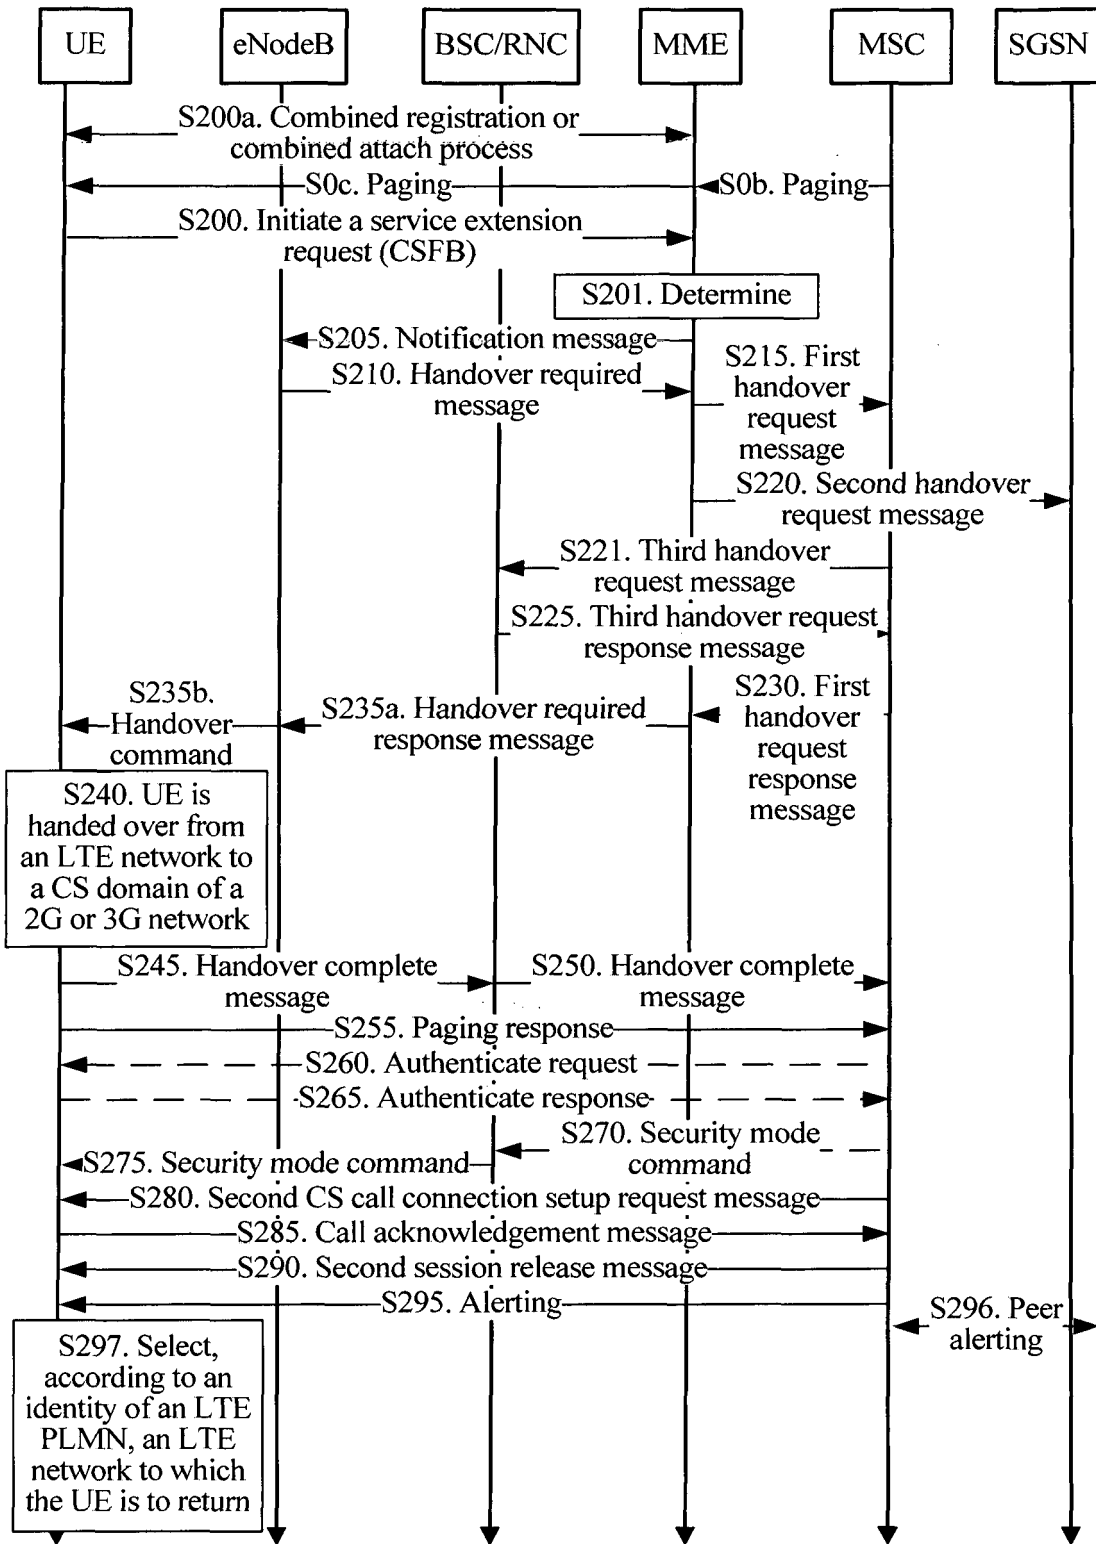 UE
eNodeB
BSC/RNC
MME
MSC
SGSN
S200a. Combined registration or
combined attach process
S0c. Paging
S0b. Paging
S200. Initiate a service extension
request (CSFB)
S201. Determine
S205. Notification message
S210. Handover required
message
S215. First
handover
request
message
S220. Second handover
request message
S221. Third handover
request message
S225. Third handover request
response message
S235b.
Handover
command
S235a. Handover required
response message
S230. First
handover
request
response
message
S240. UE is
handed over from
an LTE network to
a CS domain of a
2G or 3G network
S245. Handover complete
message
S250. Handover complete
message
S255. Paging response
S260. Authenticate request
S265. Authenticate response
S270. Security mode
command
S275. Security mode command
S280. Second CS call connection setup request message
S285. Call acknowledgement message
S290. Second session release message
S295. Alerting
S296. Peer
alerting
S297. Select,
according to an
identity of an LTE
PLMN, an LTE
network to which
the UE is to return